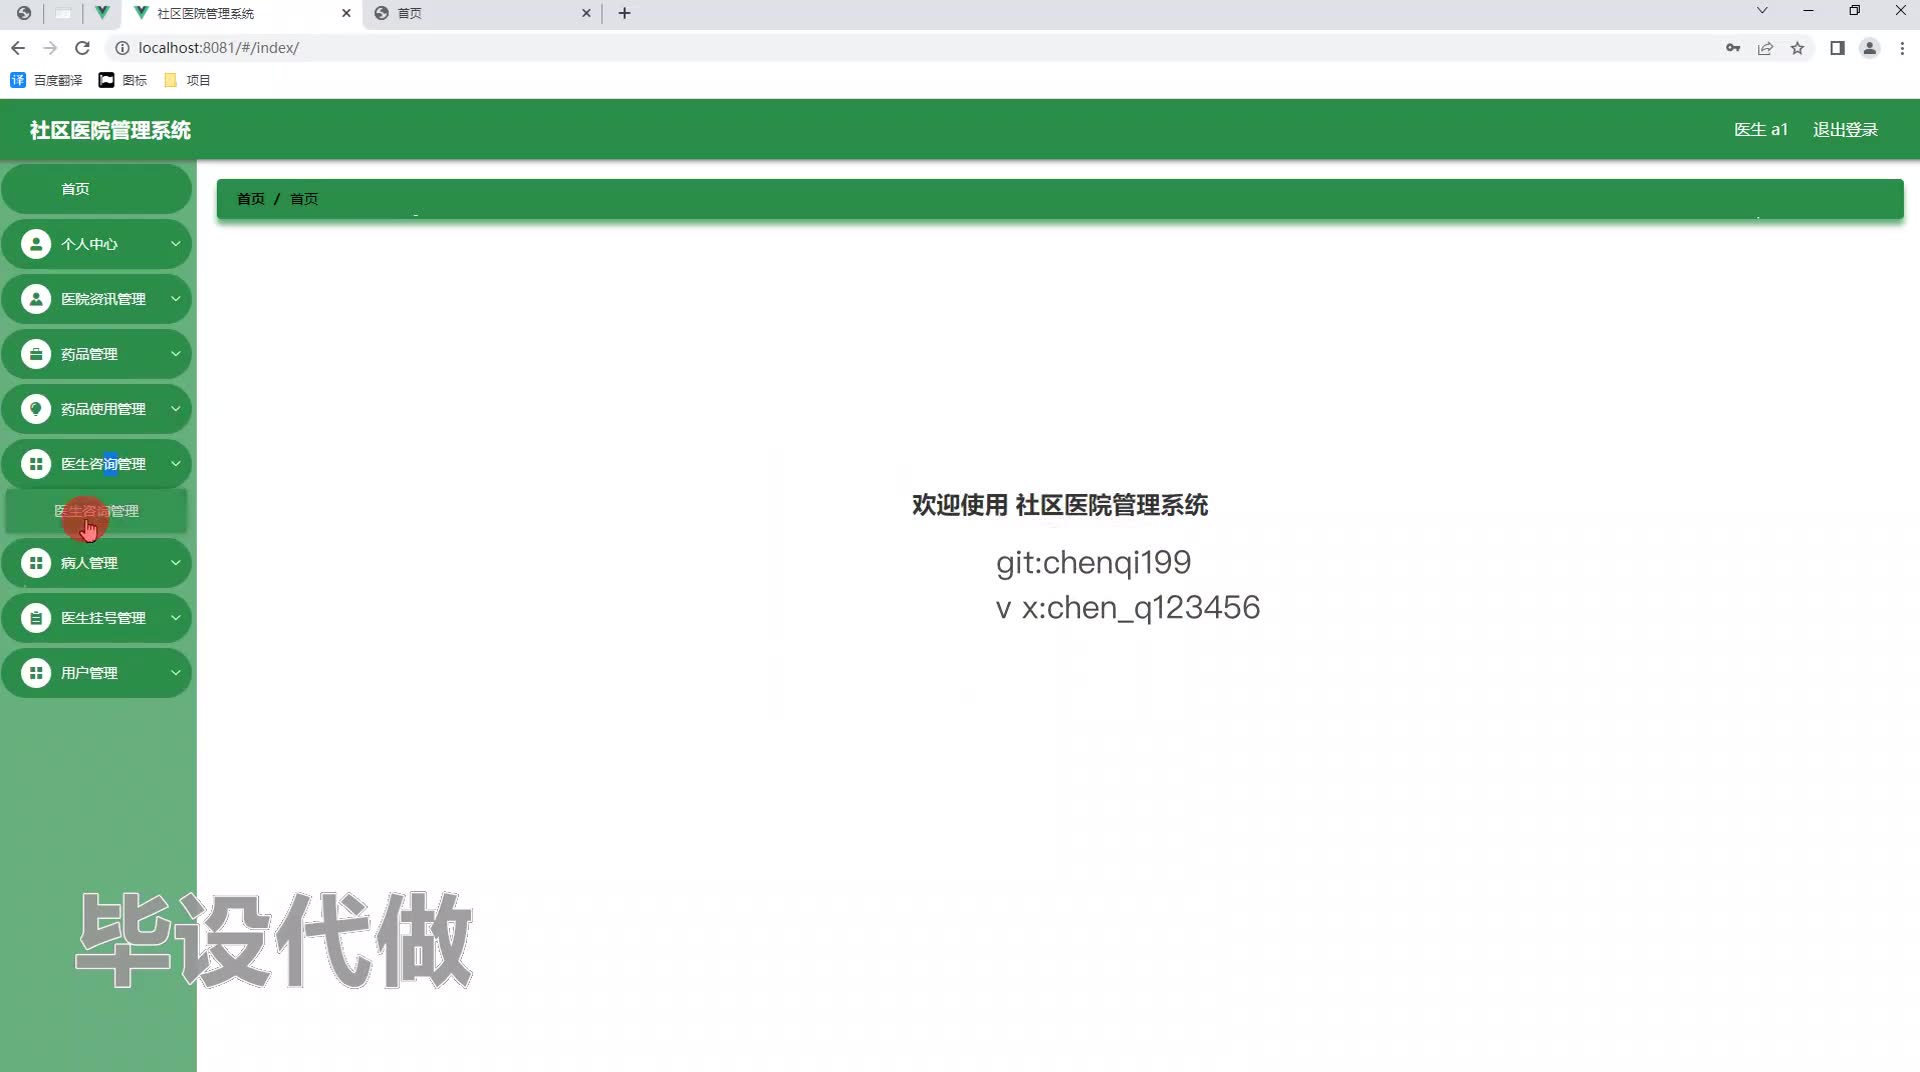 社区医院管理系统
首页
localhost:8081/#/index/
百度翻译
图标
项目
社区医院管理系统
医生 a1
退出登录
首页
个人中心
医院资讯管理
药品管理
药品使用管理
医生咨询管理
医生咨询管理
病人管理
医生挂号管理
用户管理
首页 / 首页
欢迎使用 社区医院管理系统
git:chenqi199
v x:chen_q123456
毕设代做